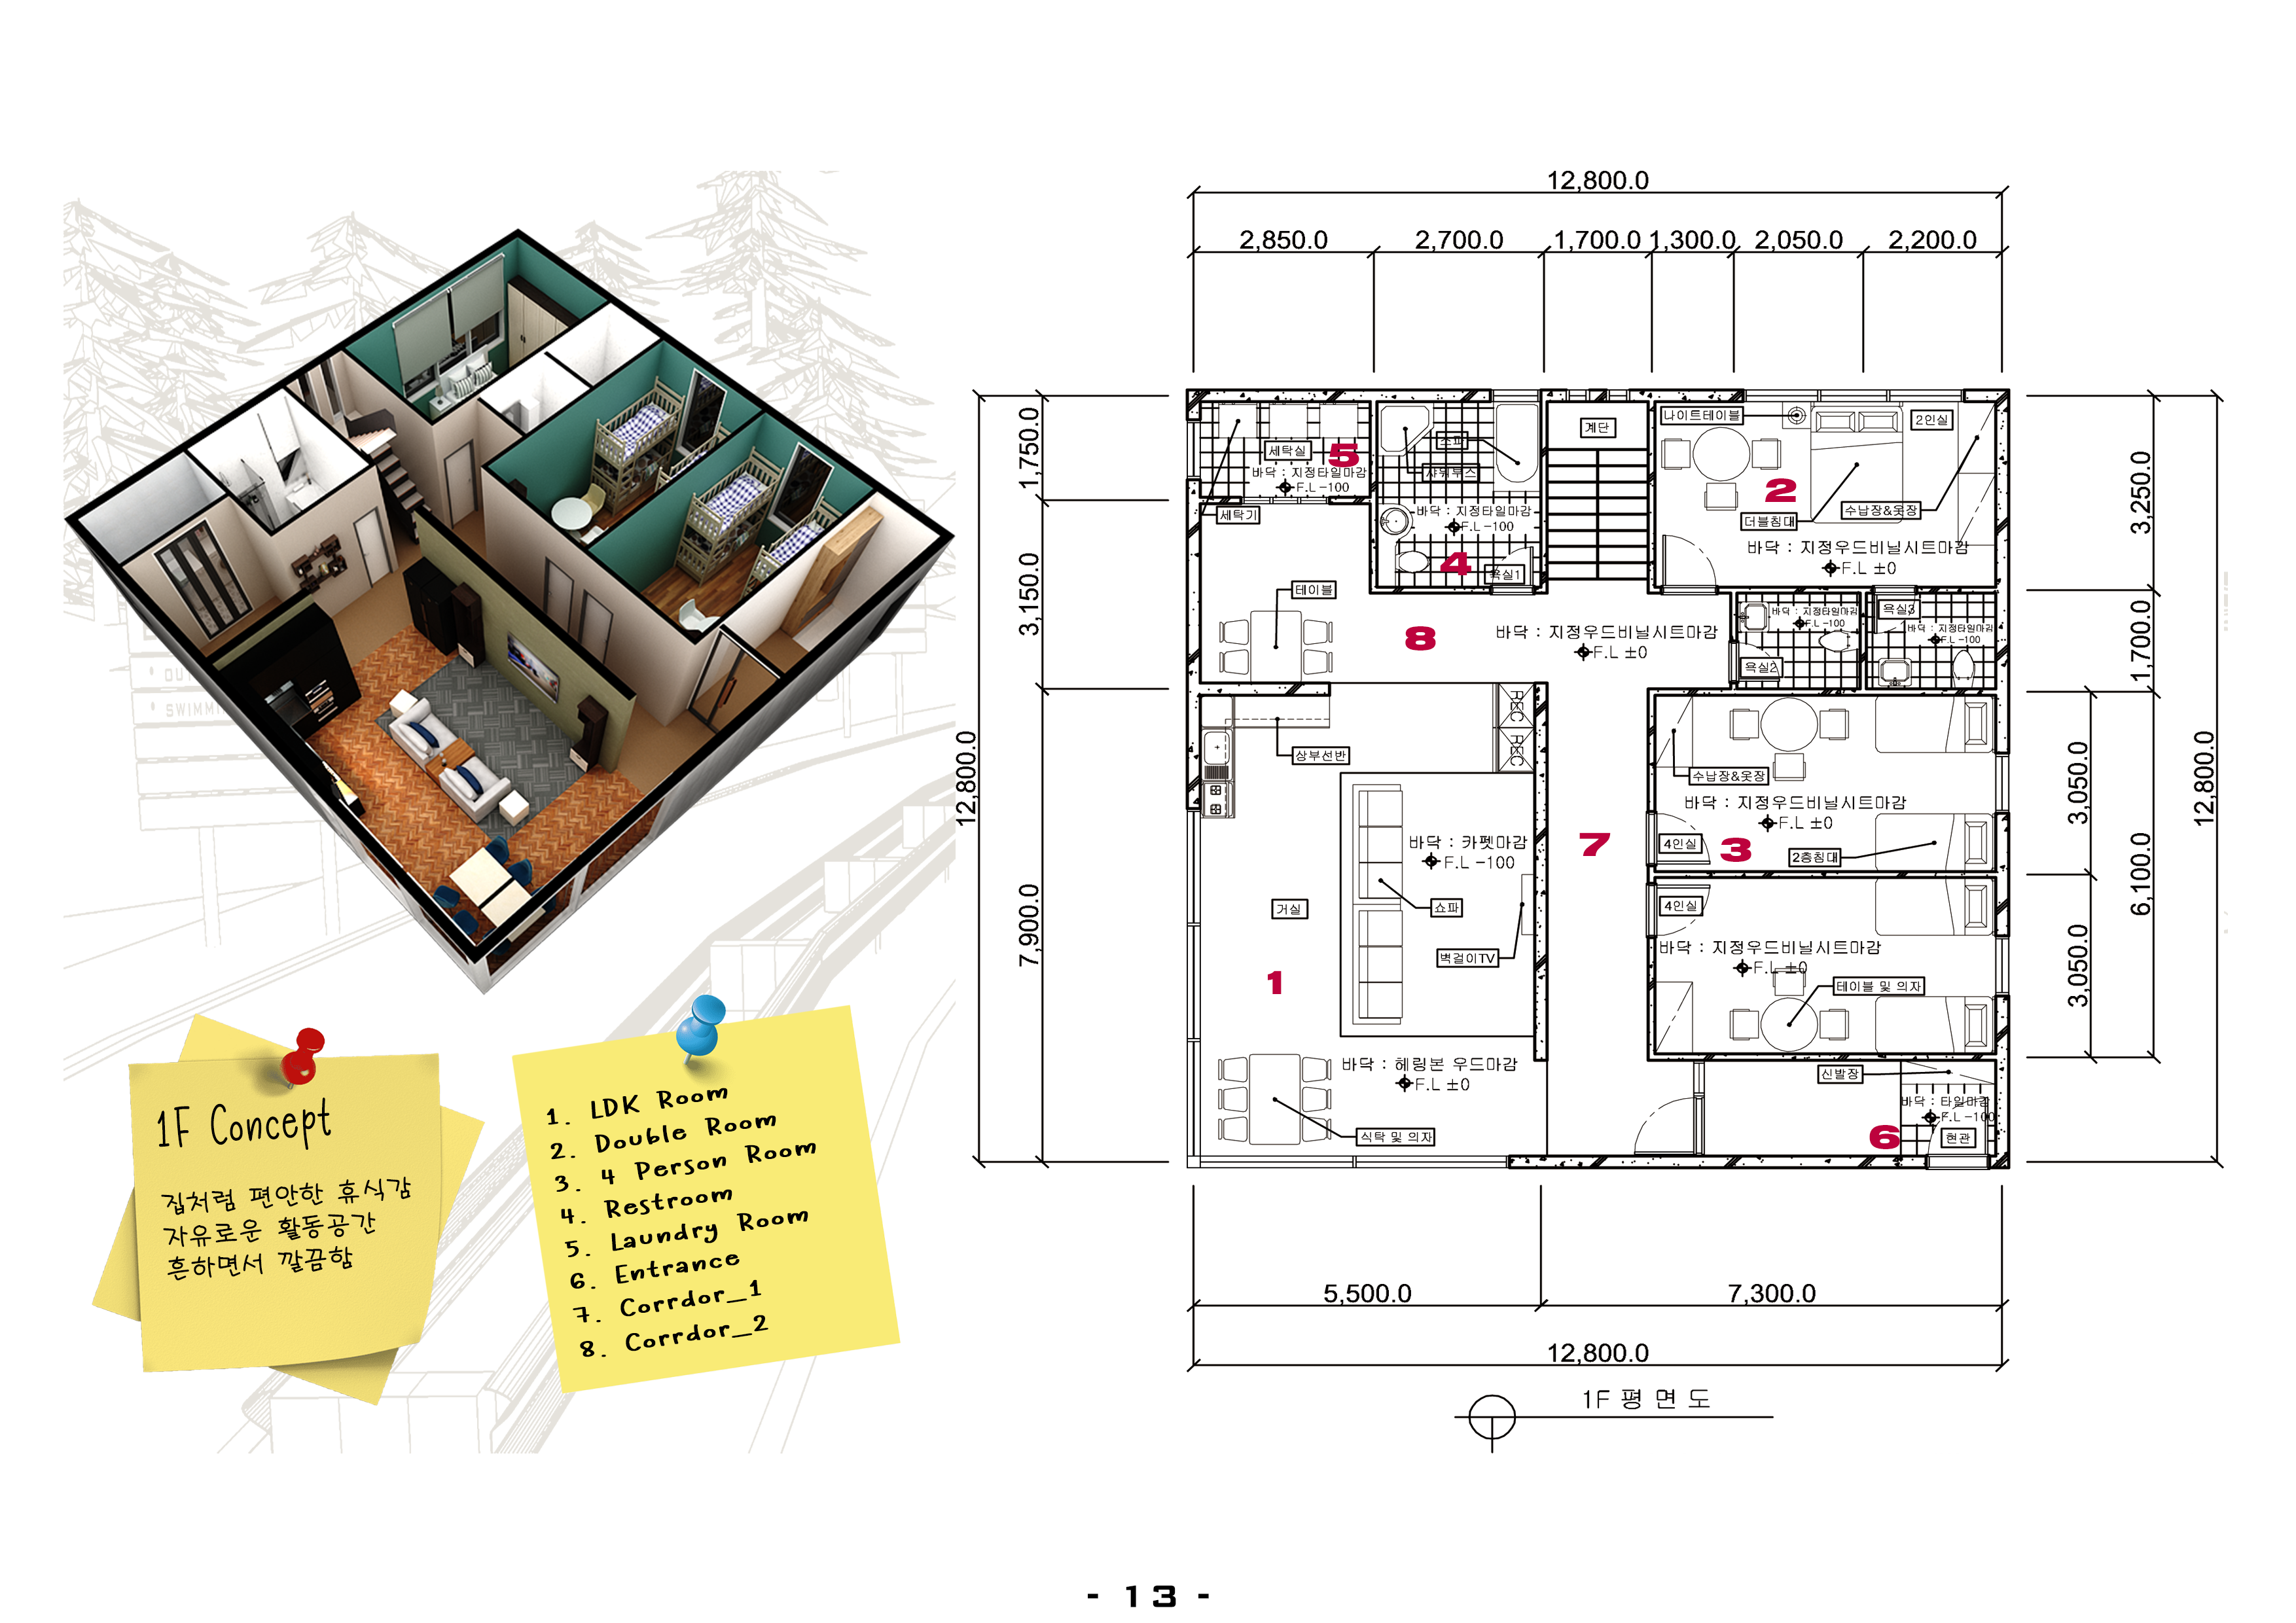 12,800.0
2,850.0
2,700.0
1,700.0
1,300.0
2,050.0
2,200.0
1,750.0
3,150.0
7,900.0
12,800.0
3,250.0
1,700.0
3,050.0
3,050.0
6,100.0
12,800.0
세탁실
5
바닥 : 지정타일마감
F.L -100
세탁기
쇼파
샤워부스
바닥 : 지정타일마감
F.L -100
4
욕실1
계단
나이트테이블
2인실
2
더블침대
수납장&옷장
바닥 : 지정우드비닐시트마감
F.L ±0
테이블
8
바닥 : 지정우드비닐시트마감
F.L ±0
바닥 : 지정타일마감
F.L -100
욕실2
욕실3
바닥 : 지정타일마감
F.L -100
REC
REC
상부선반
수납장&옷장
바닥 : 지정우드비닐시트마감
F.L ±0
4인실
3
2층침대
바닥 : 카펫마감
F.L -100
7
거실
쇼파
벽걸이TV
1
4인실
바닥 : 지정우드비닐시트마감
F.L ±0
테이블 및 의자
바닥 : 헤링본 우드마감
F.L ±0
식탁 및 의자
신발장
바닥 : 타일마감
F.L -100
6
현관
5,500.0
7,300.0
12,800.0
1F 평 면 도
1F Concept
집처럼 편안한 휴식감
자유로운 활동공간
흔하면서 깔끔함
1. LDK Room
2. Double Room
3. 4 Person Room
4. Restroom
5. Laundry Room
6. Entrance
7. Corrdor_1
8. Corrdor_2
- 13 -